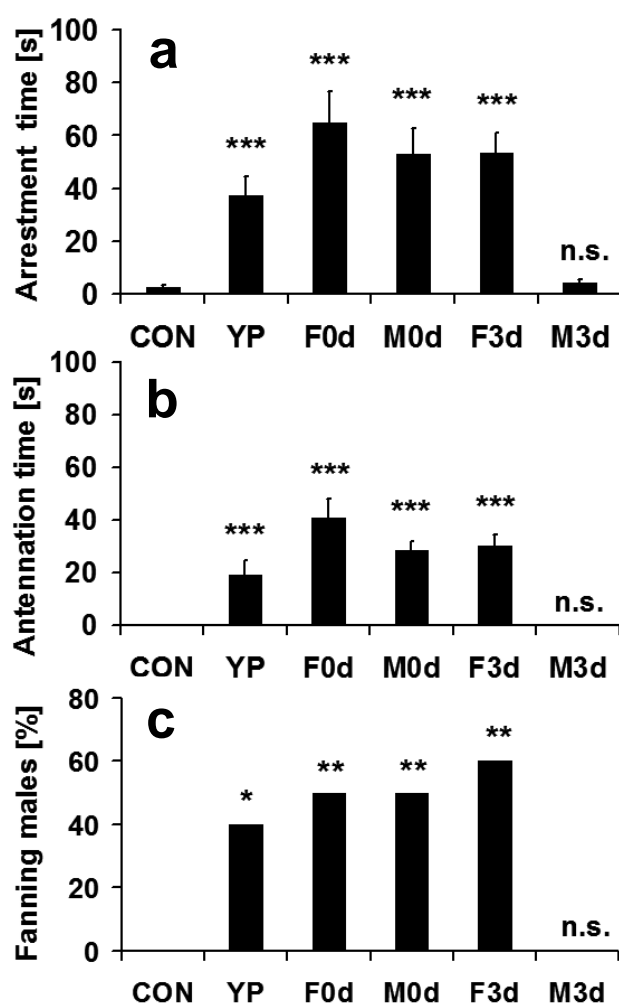 a
Arrestment time [s]
100
80
60
40
20
0
***
***
***
***
n.s.
CON YP F0d M0d F3d M3d
b
Antennation time [s]
100
80
60
40
20
0
***
***
***
***
n.s.
CON YP F0d M0d F3d M3d
c
Fanning males [%]
80
60
40
20
0
*
**
**
**
n.s.
CON YP F0d M0d F3d M3d